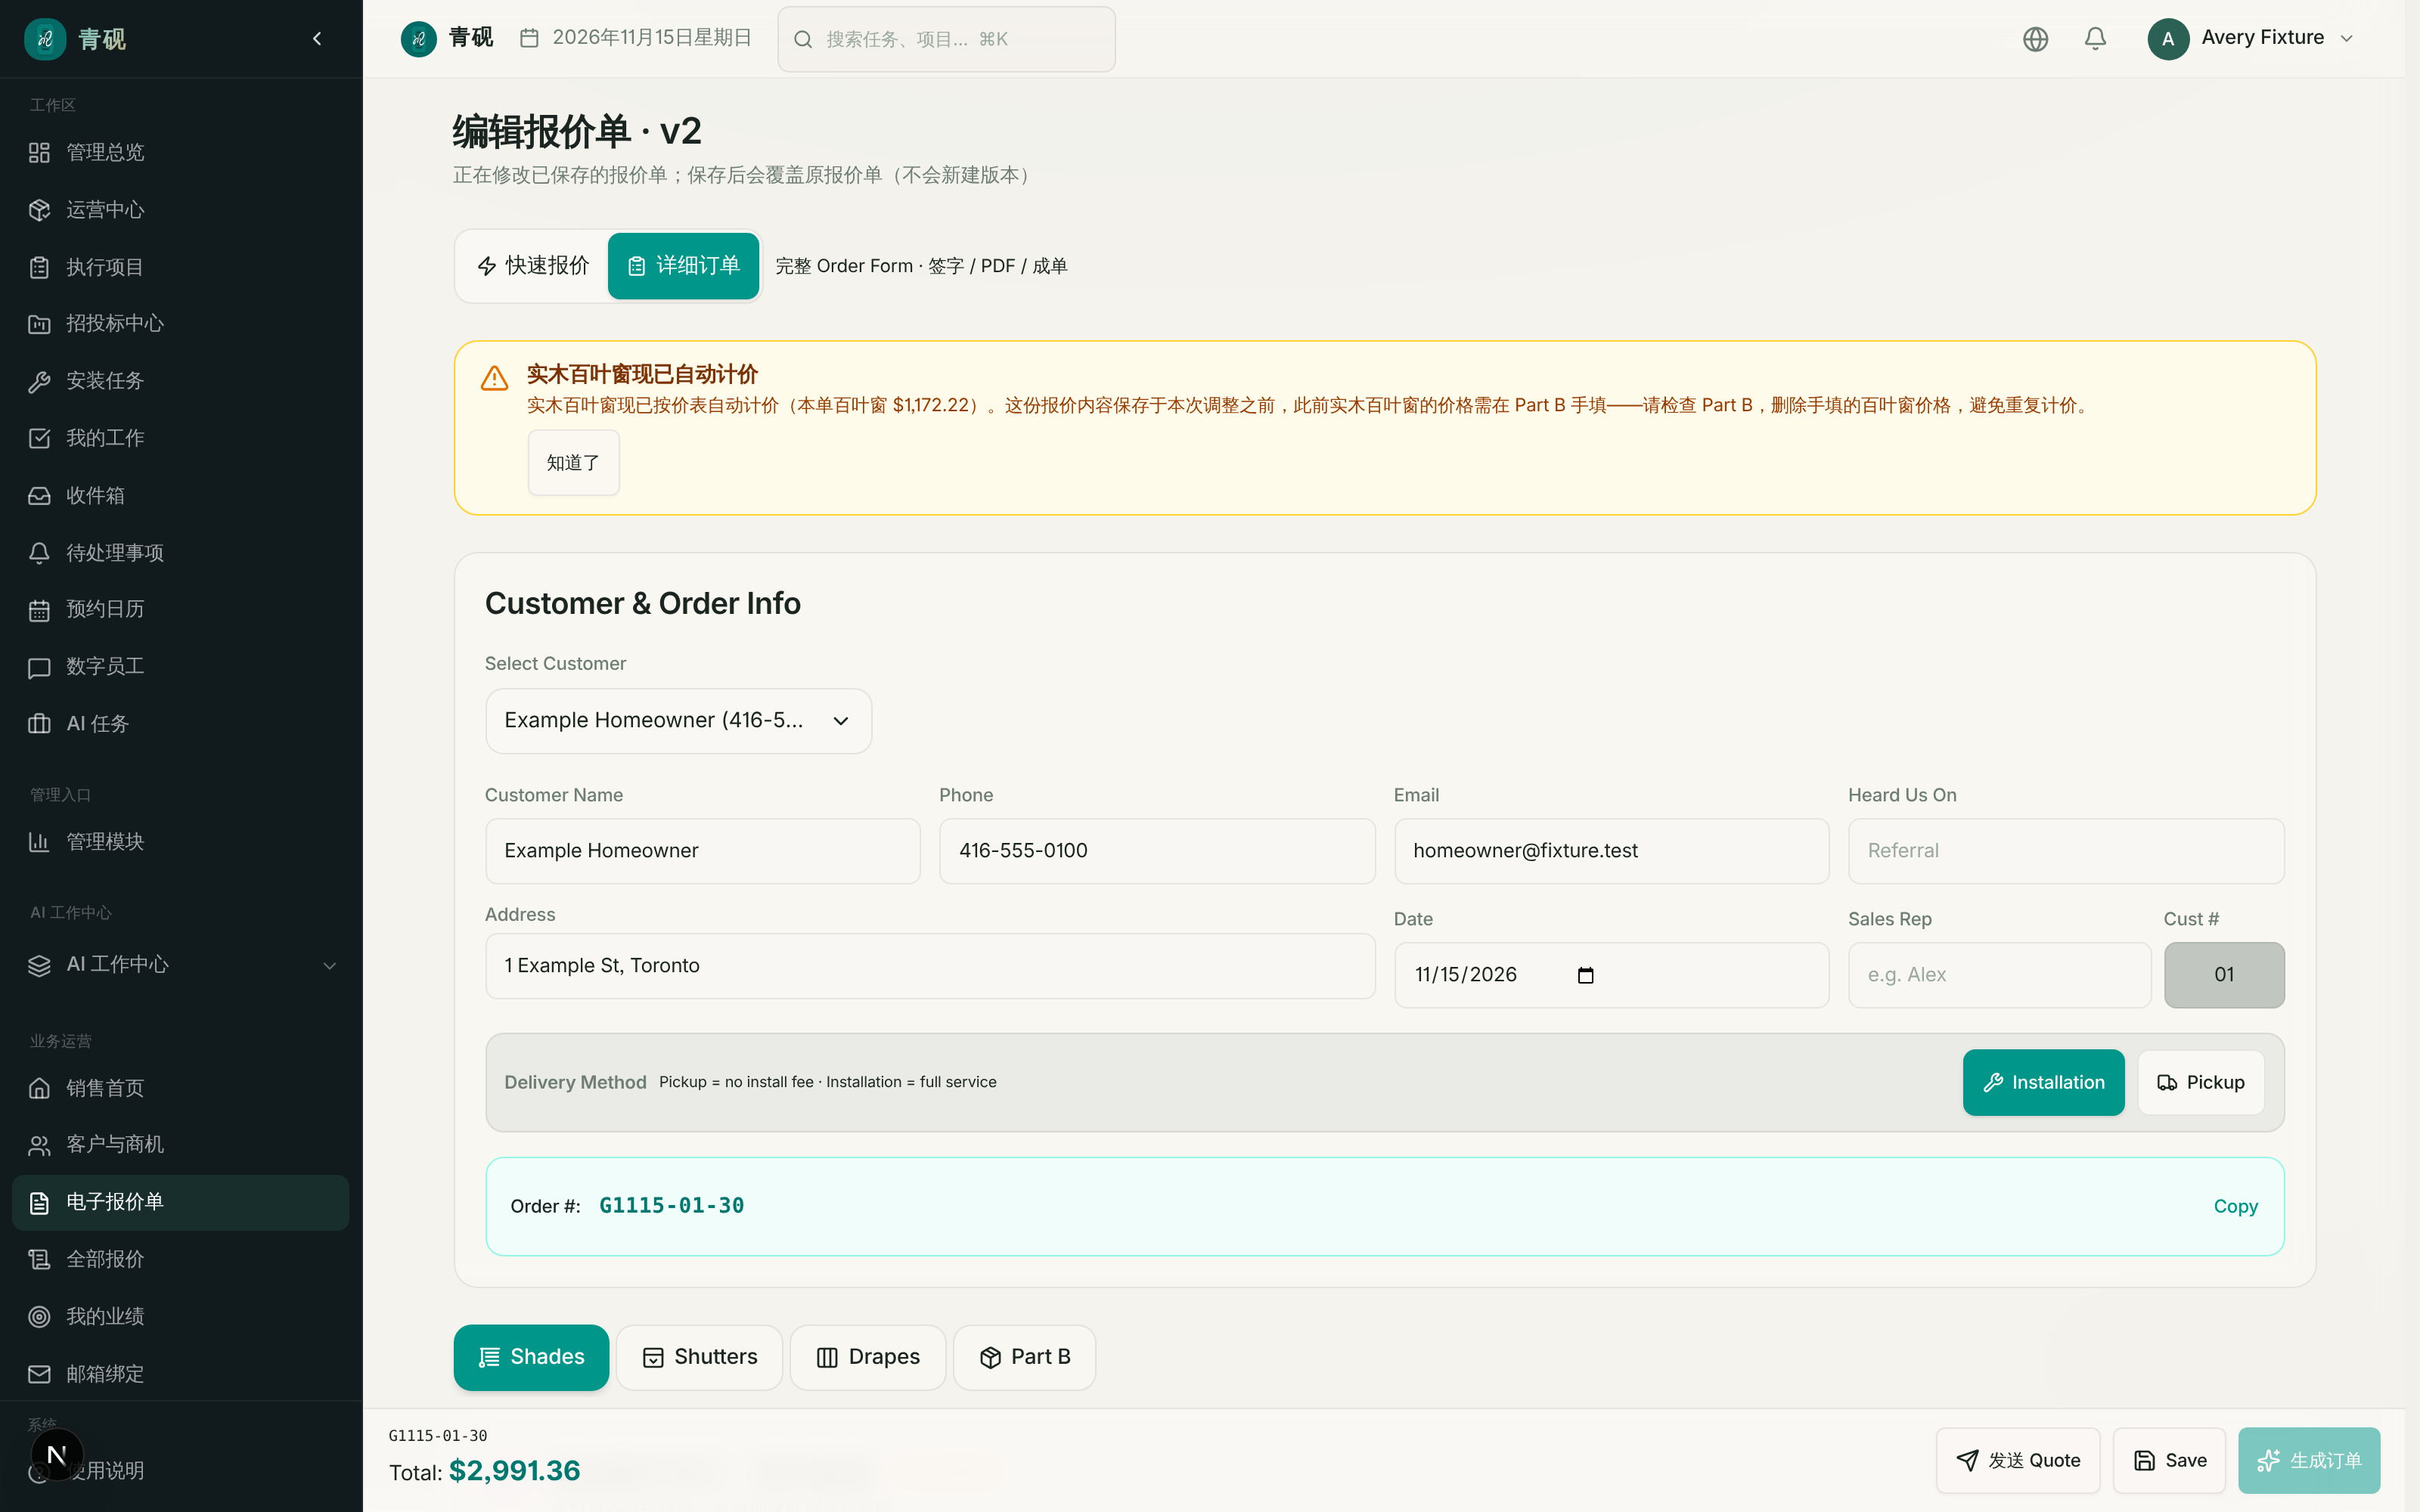 青砚
工作区
管理总览
运营中心
执行项目
招投标中心
安装任务
我的工作
收件箱
待处理事项
预约日历
数字员工
AI 任务
管理入口
管理模块
AI 工作中心
AI 工作中心
业务运营
销售首页
客户与商机
电子报价单
全部报价
我的业绩
邮箱绑定
系统
N
使用说明
青砚
2026年11月15日星期日
搜索任务、项目... ⌘K
A
Avery Fixture
编辑报价单 · v2
正在修改已保存的报价单；保存后会覆盖原报价单（不会新建版本）
快速报价
详细订单
完整 Order Form · 签字 / PDF / 成单
实木百叶窗现已自动计价
实木百叶窗现已按价表自动计价（本单百叶窗 $1,172.22）。这份报价内容保存于本次调整之前，此前实木百叶窗的价格需在 Part B 手填——请检查 Part B，删除手填的百叶窗价格，避免重复计价。
知道了
Customer & Order Info
Select Customer
Example Homeowner (416-5...
Customer Name
Phone
Email
Heard Us On
Example Homeowner
416-555-0100
homeowner@fixture.test
Referral
Address
Date
Sales Rep
Cust #
1 Example St, Toronto
11/15/2026
e.g. Alex
01
Delivery Method
Pickup = no install fee · Installation = full service
Installation
Pickup
Order #:
G1115-01-30
Copy
Shades
Shutters
Drapes
Part B
G1115-01-30
Total: $2,991.36
发送 Quote
Save
生成订单